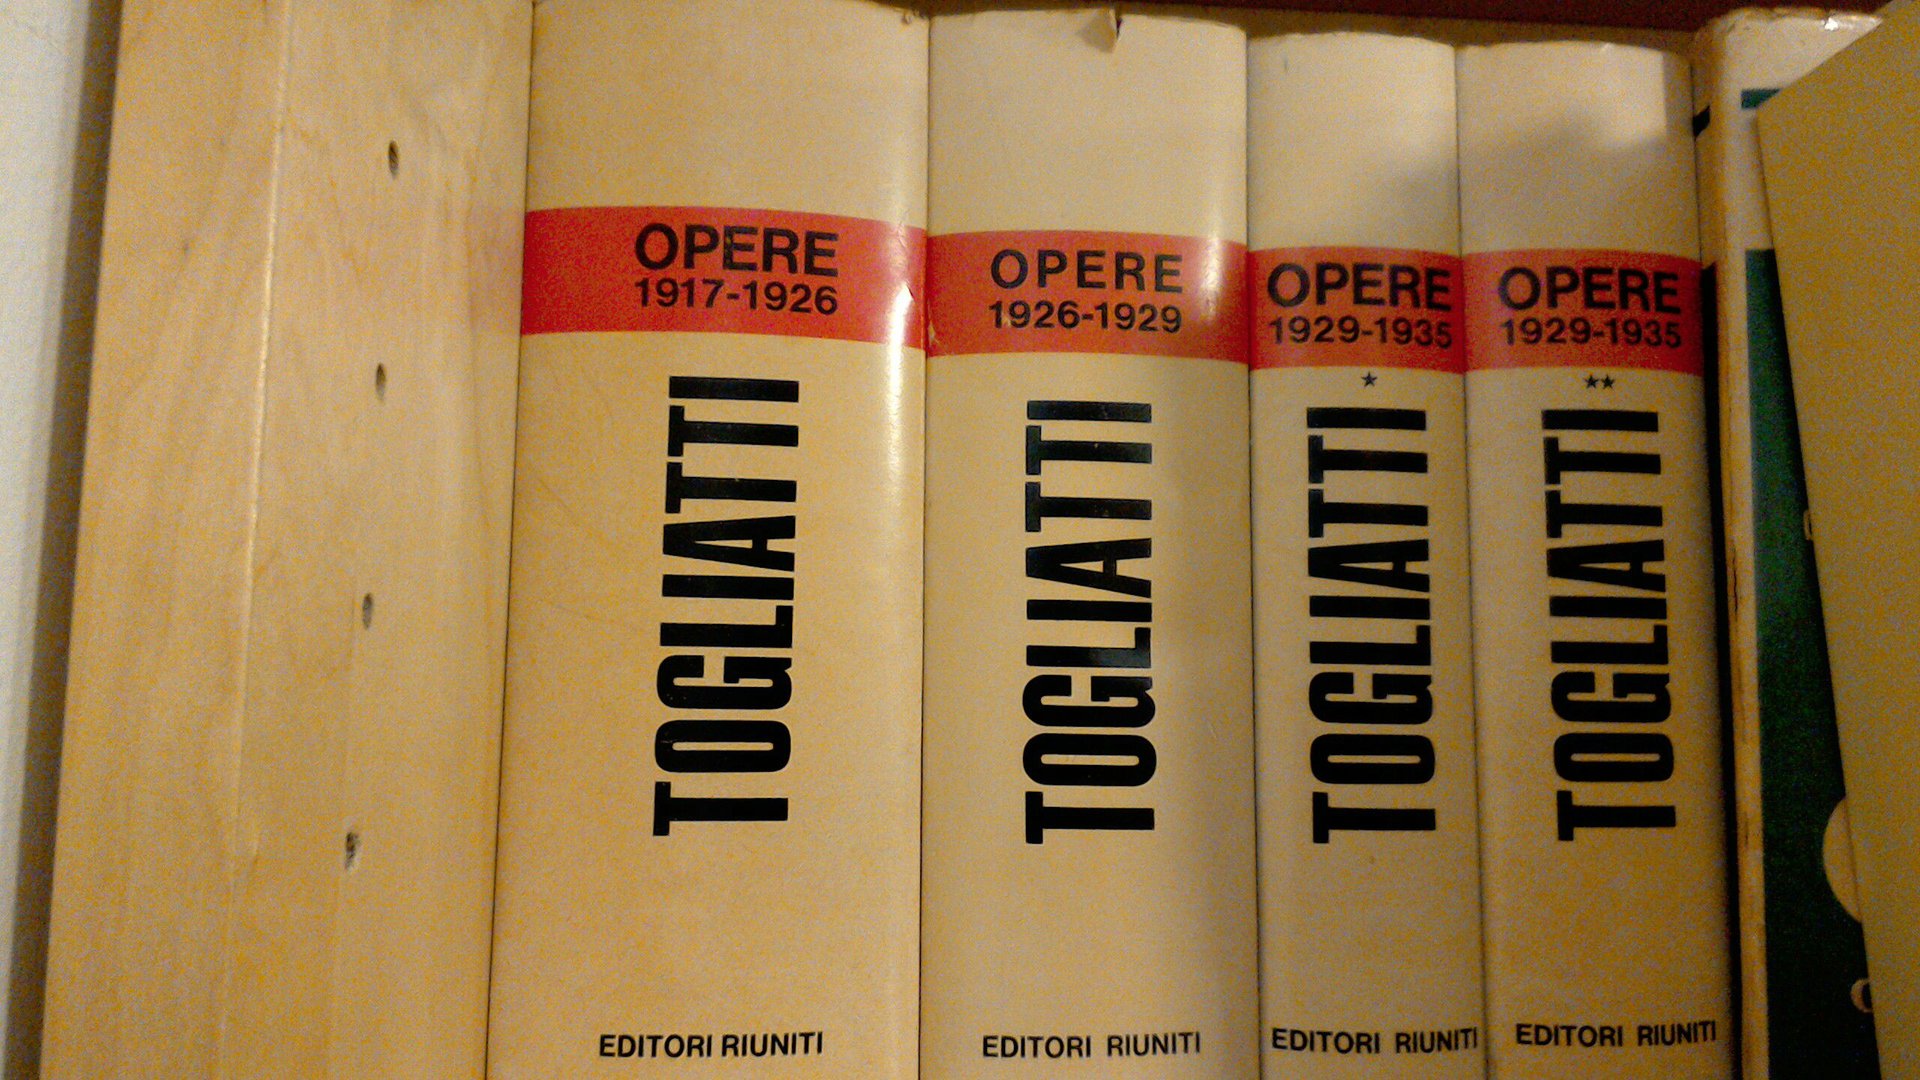 OPERE
1917-1926
TOGLIATTI
EDITORI RIUNITI
OPERE
1926-1929
TOGLIATTI
EDITORI RIUNITI
OPERE
1929-1935
★
TOGLIATTI
EDITORI RIUNITI
OPERE
1929-1935
★★
TOGLIATTI
EDITORI RIUNITI